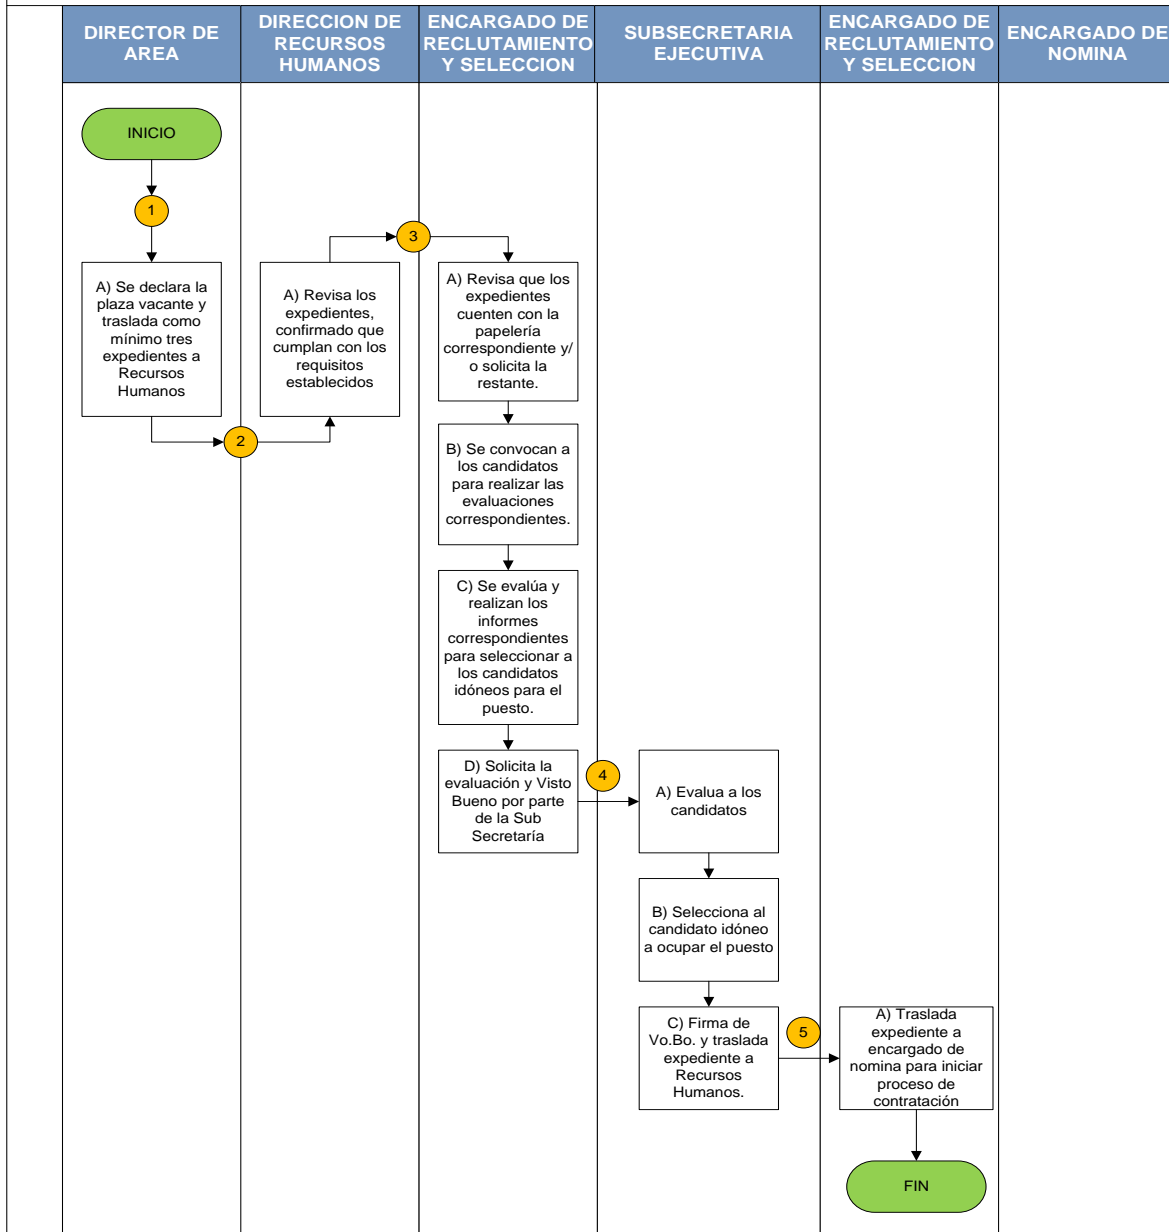 DIRECTOR DE
AREA
DIRECCION DE
RECURSOS
HUMANOS
ENCARGADO DE
RECLUTAMIENTO
Y SELECCION
SUBSECRETARIA
EJECUTIVA
ENCARGADO DE
RECLUTAMIENTO
Y SELECCION
ENCARGADO DE
NOMINA
INICIO
1
A) Se declara la
plaza vacante y
traslada como
mínimo tres
expedientes a
Recursos
Humanos
2
A) Revisa los
expedientes,
confirmado que
cumplan con los
requisitos
establecidos
3
A) Revisa que los
expedientes
cuenten con la
papelería
correspondiente y/
o solicita la
restante.
B) Se convocan a
los candidatos
para realizar las
evaluaciones
correspondientes.
C) Se evalúa y
realizan los
informes
correspondientes
para seleccionar a
los candidatos
idóneos para el
puesto.
D) Solicita la
evaluación y Visto
Bueno por parte
de la Sub
Secretaría
4
A) Evalua a los
candidatos
B) Selecciona al
candidato idóneo
a ocupar el puesto
C) Firma de
Vo.Bo. y traslada
expediente a
Recursos
Humanos.
5
A) Traslada
expediente a
encargado de
nomina para iniciar
proceso de
contratación
FIN